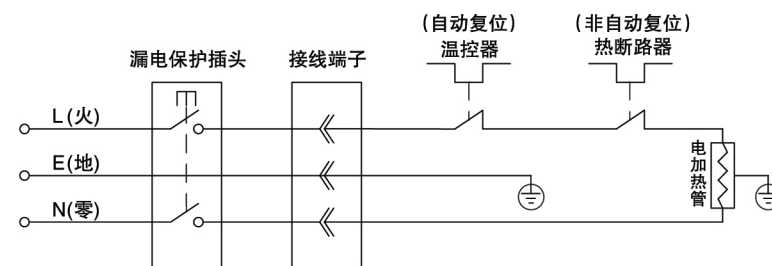 (自动复位)
温控器
(非自动复位)
热断路器
漏电保护插头
接线端子
L(火)
E(地)
N(零)
电加热管